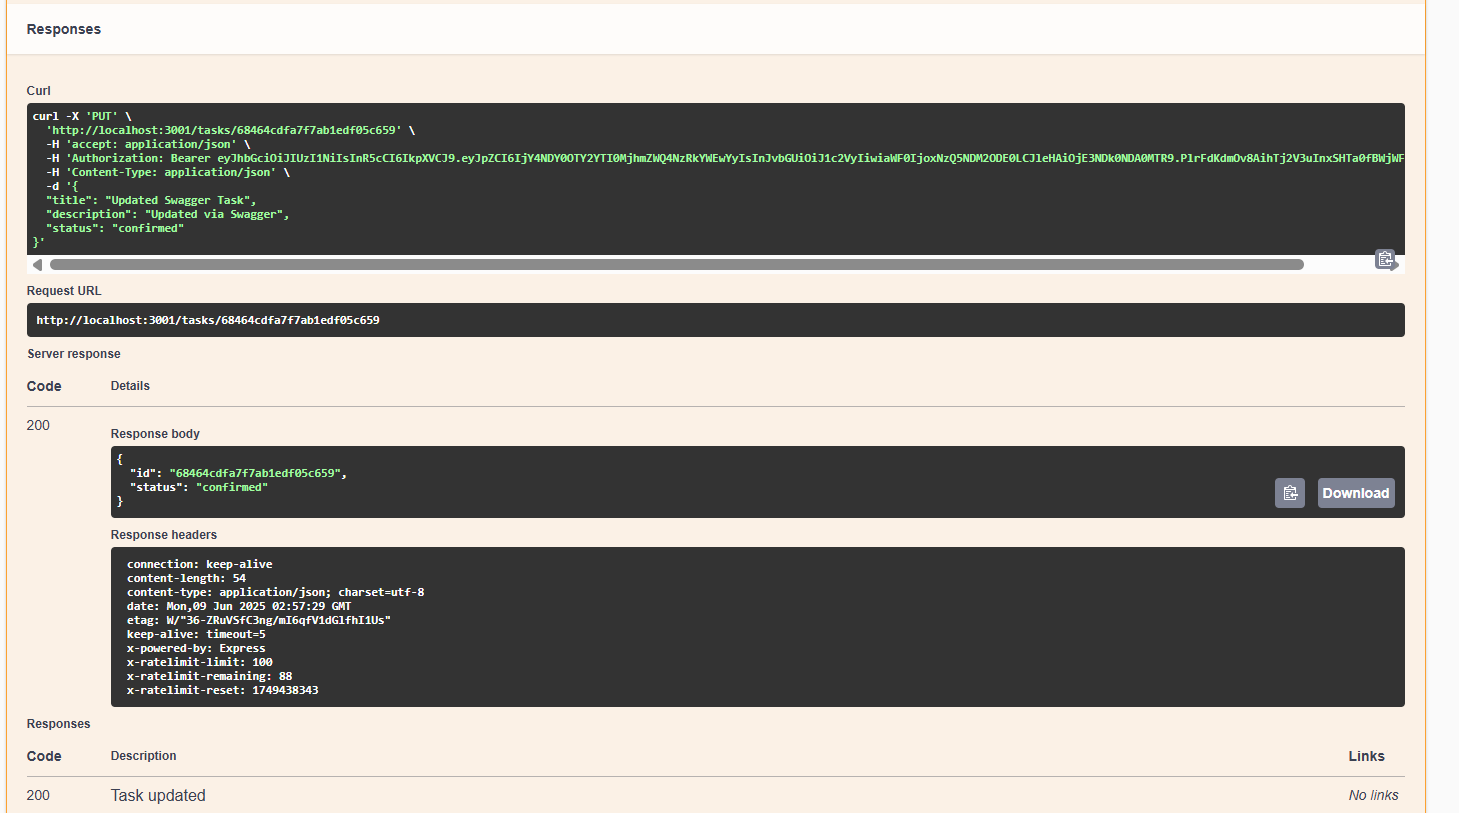 Responses
Curl
curl -X 'PUT' \
'http://localhost:3001/tasks/68464cdfa7f7ab1edf05c659' \
-H 'accept: application/json' \
-H 'Authorization: Bearer eyJhbGciOiJIUzI1NiIsInR5cCI6IkpXVCJ9.eyJpZCI6IjY4NDY0OTY2YTI0MjhmZWQ4NzRkYWEwYyIsInJvbGUiOiJ1c2VyIiwiaWF0IjoxNzQ5NDM2ODE0LCJleHAiOjE3NDk0NDA0MTR9.PlrFdKdmOv8AihTj2V3uInxSHTa0fBWjWF
-H 'Content-Type: application/json' \
-d '{
"title": "Updated Swagger Task",
"description": "Updated via Swagger",
"status": "confirmed"
}'
Request URL
http://localhost:3001/tasks/68464cdfa7f7ab1edf05c659
Server response
Code Details
200
Response body
{
"id": "68464cdfa7f7ab1edf05c659",
"status": "confirmed"
}
Download
Response headers
connection: keep-alive
content-length: 54
content-type: application/json; charset=utf-8
date: Mon,09 Jun 2025 02:57:29 GMT
etag: W/"36-ZRuVSfC3ng/mI6qfV1dGlfhI1Us"
keep-alive: timeout=5
x-powered-by: Express
x-ratelimit-limit: 100
x-ratelimit-remaining: 88
x-ratelimit-reset: 1749438343
Responses
Code Description Links
200 Task updated No links